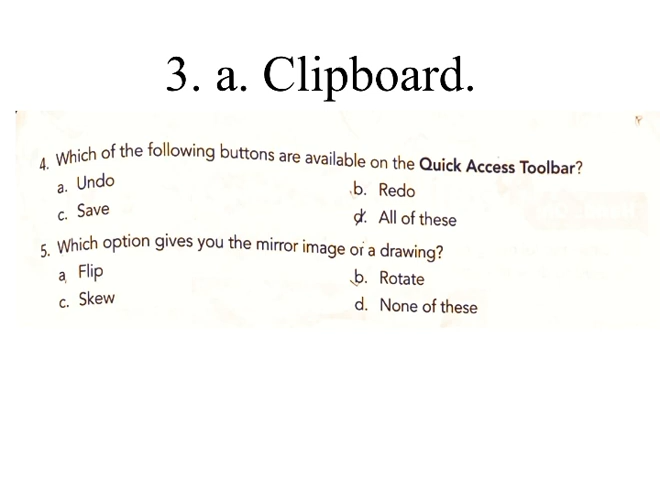 3. a. Clipboard.
4. Which of the following buttons are available on the Quick Access Toolbar?
a. Undo
b. Redo
c. Save
d. All of these
5. Which option gives you the mirror image of a drawing?
a. Flip
b. Rotate
c. Skew
d. None of these